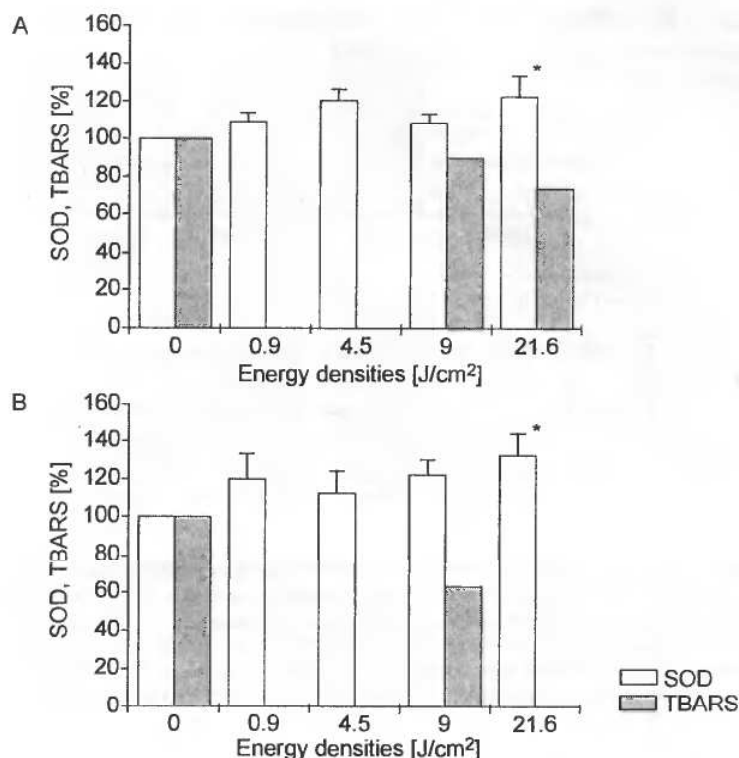 A
SOD, TBARS [%]
160
140
120
100
80
60
40
20
0
*
0 0.9 4.5 9 21.6
Energy densities [J/cm²]
B
SOD, TBARS [%]
160
140
120
100
80
60
40
20
0
*
0 0.9 4.5 9 21.6
Energy densities [J/cm²]
SOD
TBARS